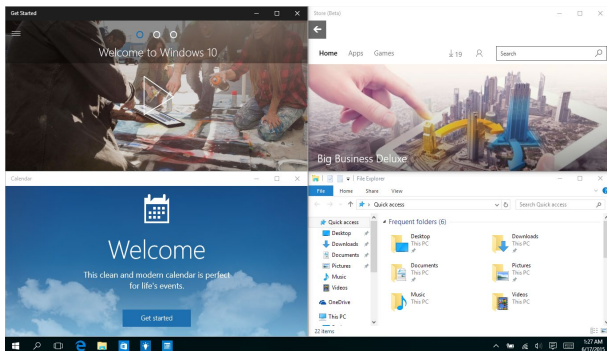 Get Started
Welcome to Windows 10
Store (Beta)
Home Apps Games 19 Search
Big Business Deluxe
Calendar
Welcome
This clean and modern calendar is perfect
for life's events.
Get started
File Explorer
File Home Share View
Quick access Search Quick access
Quick access
Desktop
Downloads
Documents
Pictures
Music
Videos
OneDrive
This PC
Frequent folders (6)
Desktop
This PC
Downloads
This PC
Documents
This PC
Pictures
This PC
Music
This PC
Videos
This PC
22 items
1:27 AM
6/17/2015